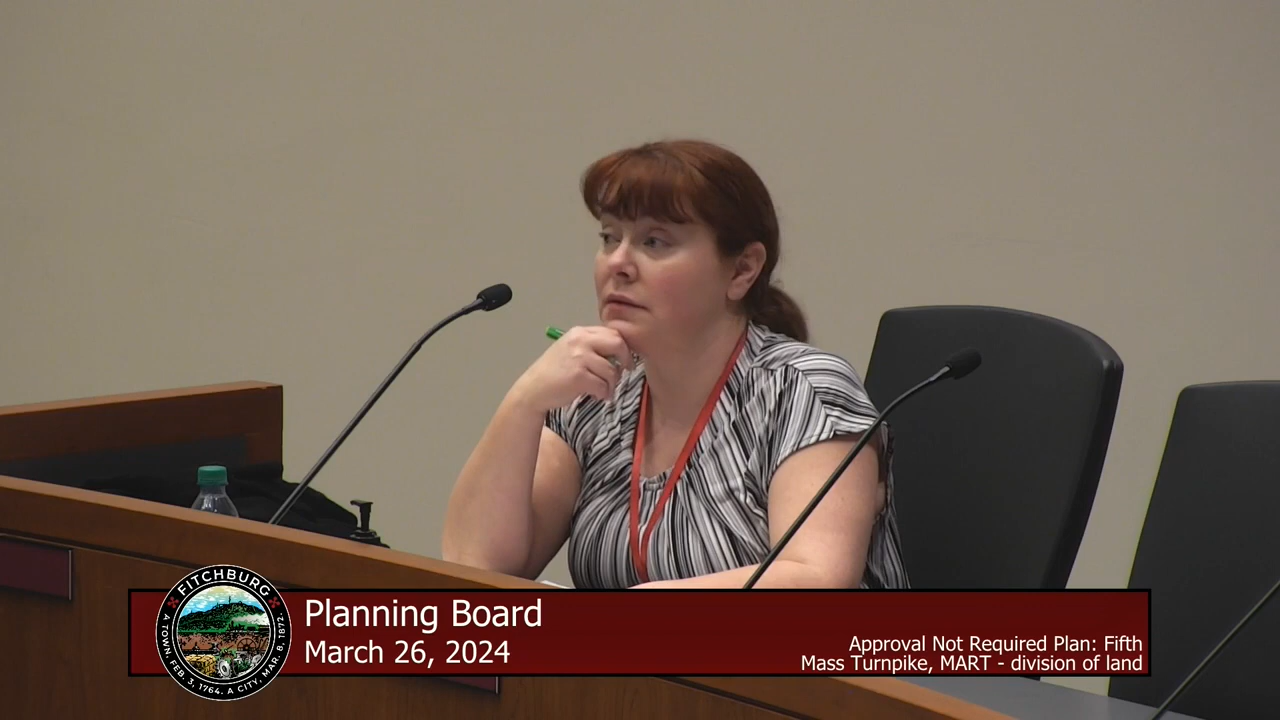 FITCHBURG
A TOWN, FEB. 3, 1764. A CITY, MAR. 8, 1872.
Planning Board
March 26, 2024
Approval Not Required Plan: Fifth
Mass Turnpike, MART - division of land